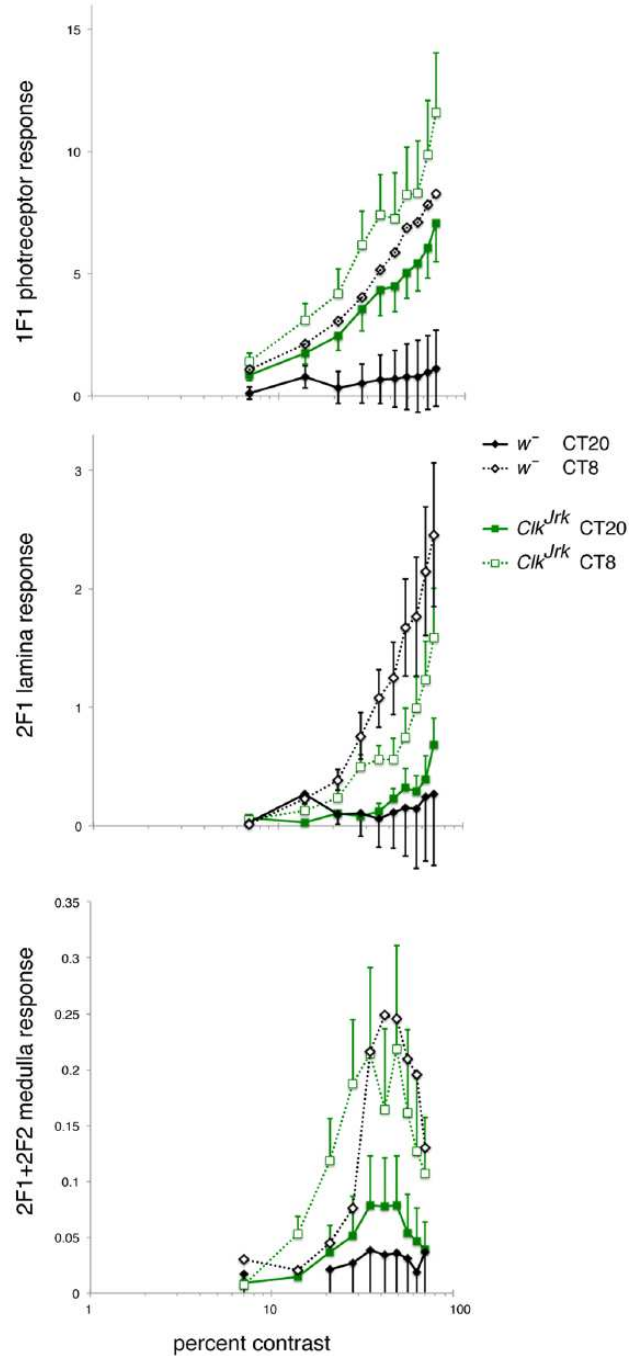 15
10
5
0
1F1 photreceptor response
3
2
1
0
2F1 lamina response
w⁻ CT20
w⁻ CT8
Clk^Jrk CT20
Clk^Jrk CT8
0.35
0.3
0.25
0.2
0.15
0.1
0.05
0
2F1+2F2 medulla response
1 10 100
percent contrast